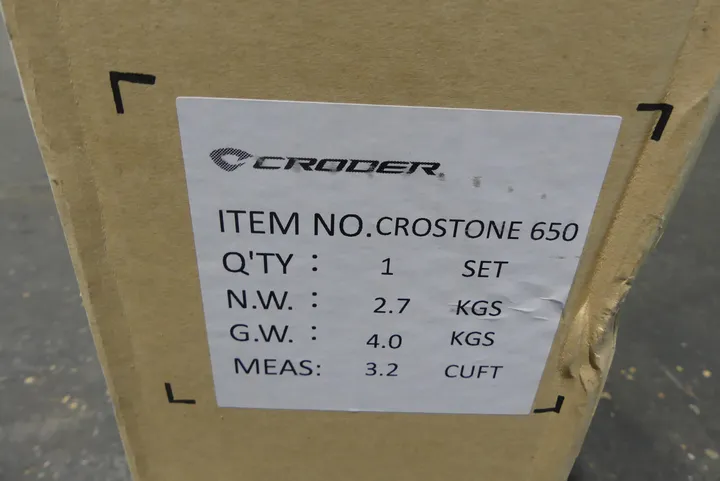 CRODER
ITEM NO.CROSTONE 650
Q'TY : 1 SET
N.W. : 2.7 KGS
G.W. : 4.0 KGS
MEAS: 3.2 CUFT